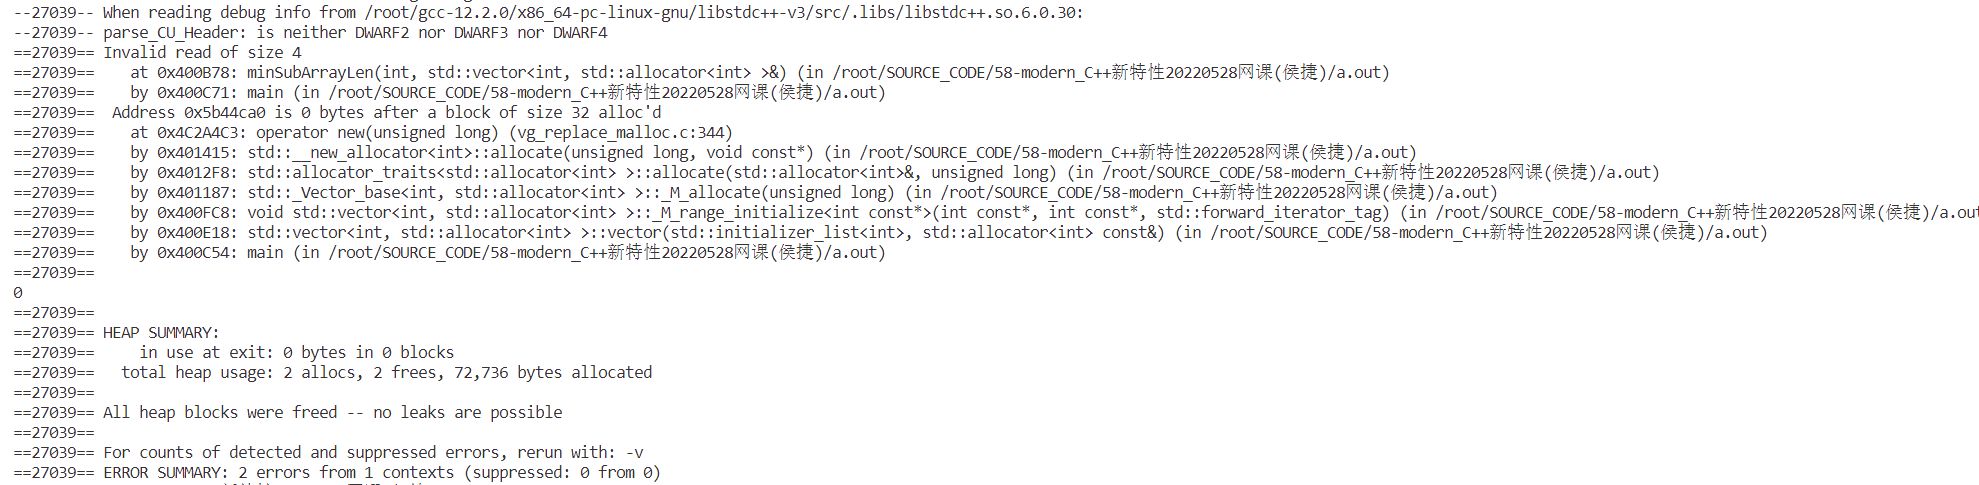 --27039-- When reading debug info from /root/gcc-12.2.0/x86_64-pc-linux-gnu/libstdc++-v3/src/.libs/libstdc++.so.6.0.30:
--27039-- parse_CU_Header: is neither DWARF2 nor DWARF3 nor DWARF4
==27039== Invalid read of size 4
==27039==    at 0x400B78: minSubArrayLen(int, std::vector<int, std::allocator<int> >&) (in /root/SOURCE_CODE/58-modern_C++新特性20220528网课(侯捷)/a.out)
==27039==    by 0x400C71: main (in /root/SOURCE_CODE/58-modern_C++新特性20220528网课(侯捷)/a.out)
==27039==  Address 0x5b44ca0 is 0 bytes after a block of size 32 alloc'd
==27039==    at 0x4C2A4C3: operator new(unsigned long) (vg_replace_malloc.c:344)
==27039==    by 0x401415: std::__new_allocator<int>::allocate(unsigned long, void const*) (in /root/SOURCE_CODE/58-modern_C++新特性20220528网课(侯捷)/a.out)
==27039==    by 0x4012F8: std::allocator_traits<std::allocator<int> >::allocate(std::allocator<int>&, unsigned long) (in /root/SOURCE_CODE/58-modern_C++新特性20220528网课(侯捷)/a.out)
==27039==    by 0x401187: std::_Vector_base<int, std::allocator<int> >::_M_allocate(unsigned long) (in /root/SOURCE_CODE/58-modern_C++新特性20220528网课(侯捷)/a.out)
==27039==    by 0x400FC8: void std::vector<int, std::allocator<int> >::_M_range_initialize<int const*>(int const*, int const*, std::forward_iterator_tag) (in /root/SOURCE_CODE/58-modern_C++新特性20220528网课(侯捷)/a.out
==27039==    by 0x400E18: std::vector<int, std::allocator<int> >::vector(std::initializer_list<int>, std::allocator<int> const&) (in /root/SOURCE_CODE/58-modern_C++新特性20220528网课(侯捷)/a.out)
==27039==    by 0x400C54: main (in /root/SOURCE_CODE/58-modern_C++新特性20220528网课(侯捷)/a.out)
==27039==
0
==27039==
==27039== HEAP SUMMARY:
==27039==     in use at exit: 0 bytes in 0 blocks
==27039==   total heap usage: 2 allocs, 2 frees, 72,736 bytes allocated
==27039==
==27039== All heap blocks were freed -- no leaks are possible
==27039==
==27039== For counts of detected and suppressed errors, rerun with: -v
==27039== ERROR SUMMARY: 2 errors from 1 contexts (suppressed: 0 from 0)